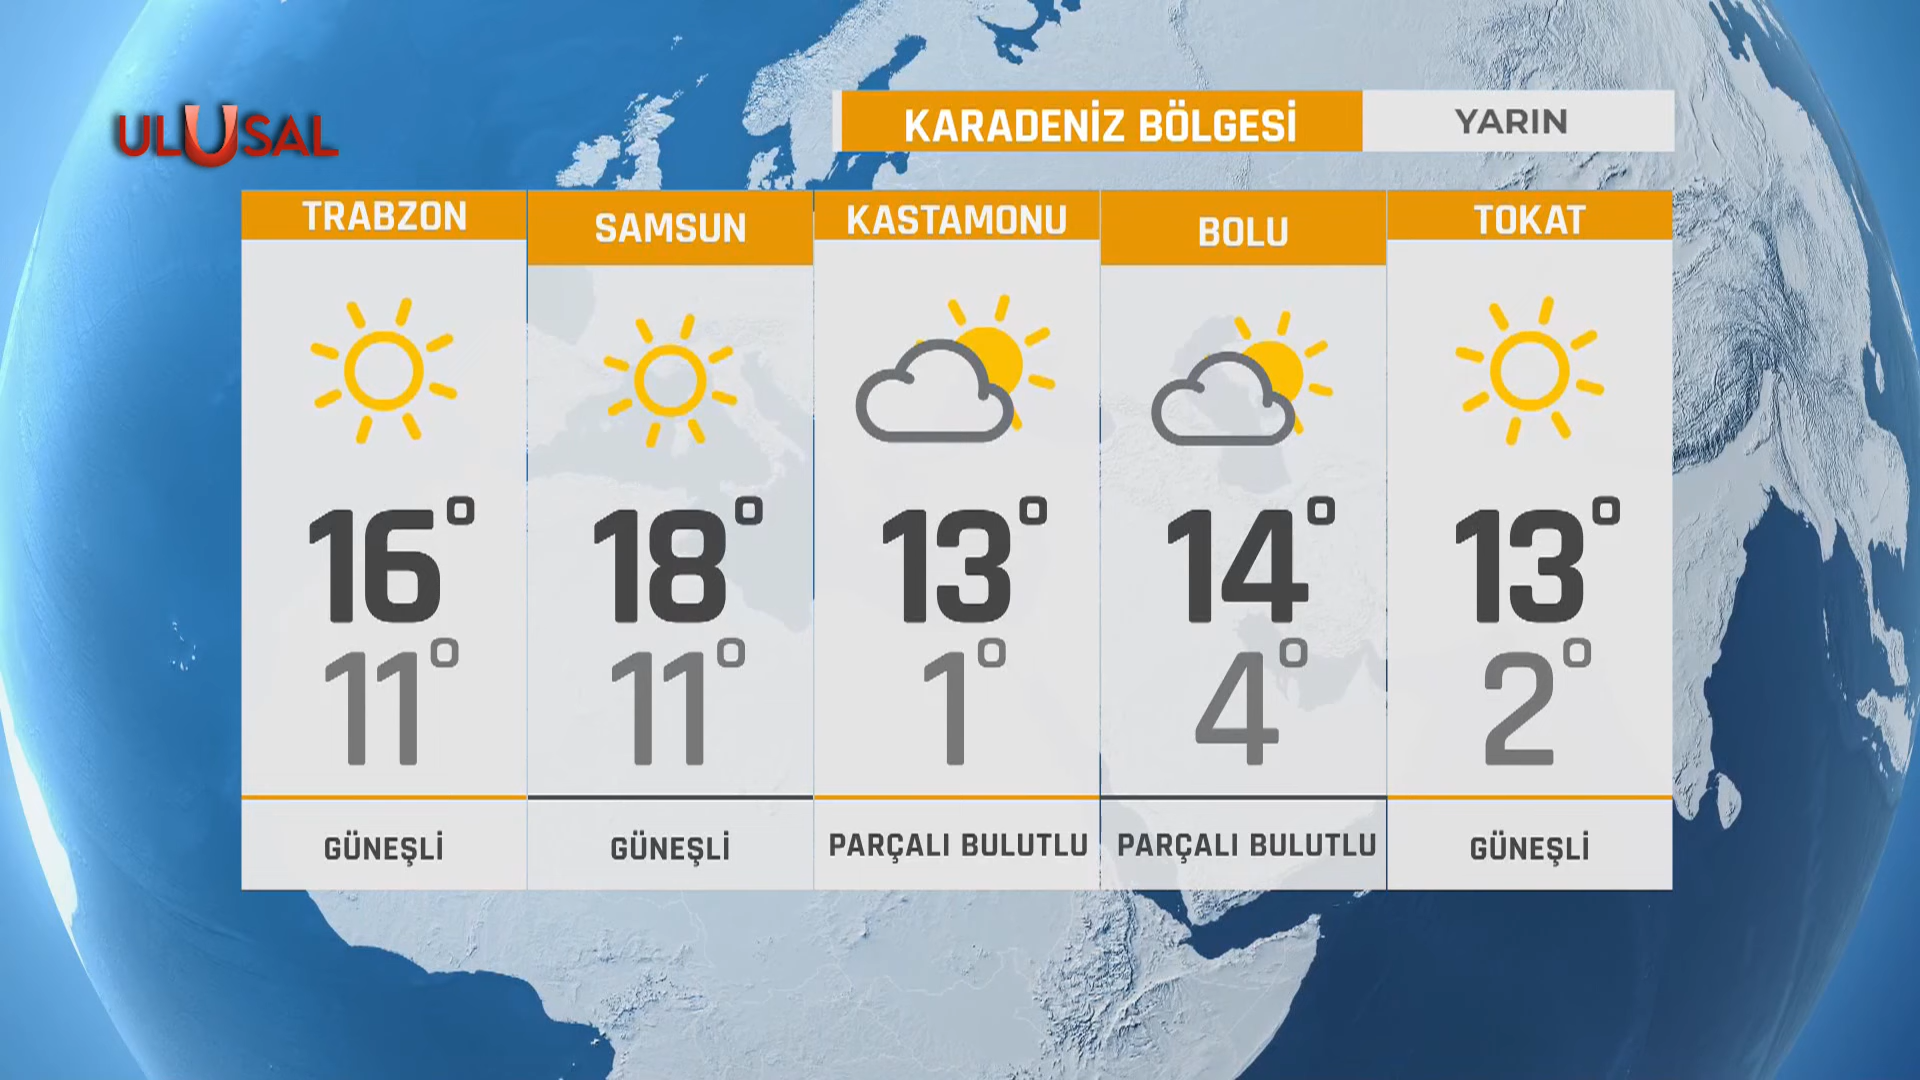 ULUSAL
KARADENİZ BÖLGESİ
YARIN
TRABZON
SAMSUN
KASTAMONU
BOLU
TOKAT
16°
18°
13°
14°
13°
11°
11°
1°
4°
2°
GÜNEŞLİ
GÜNEŞLİ
PARÇALI BULUTLU
PARÇALI BULUTLU
GÜNEŞLİ